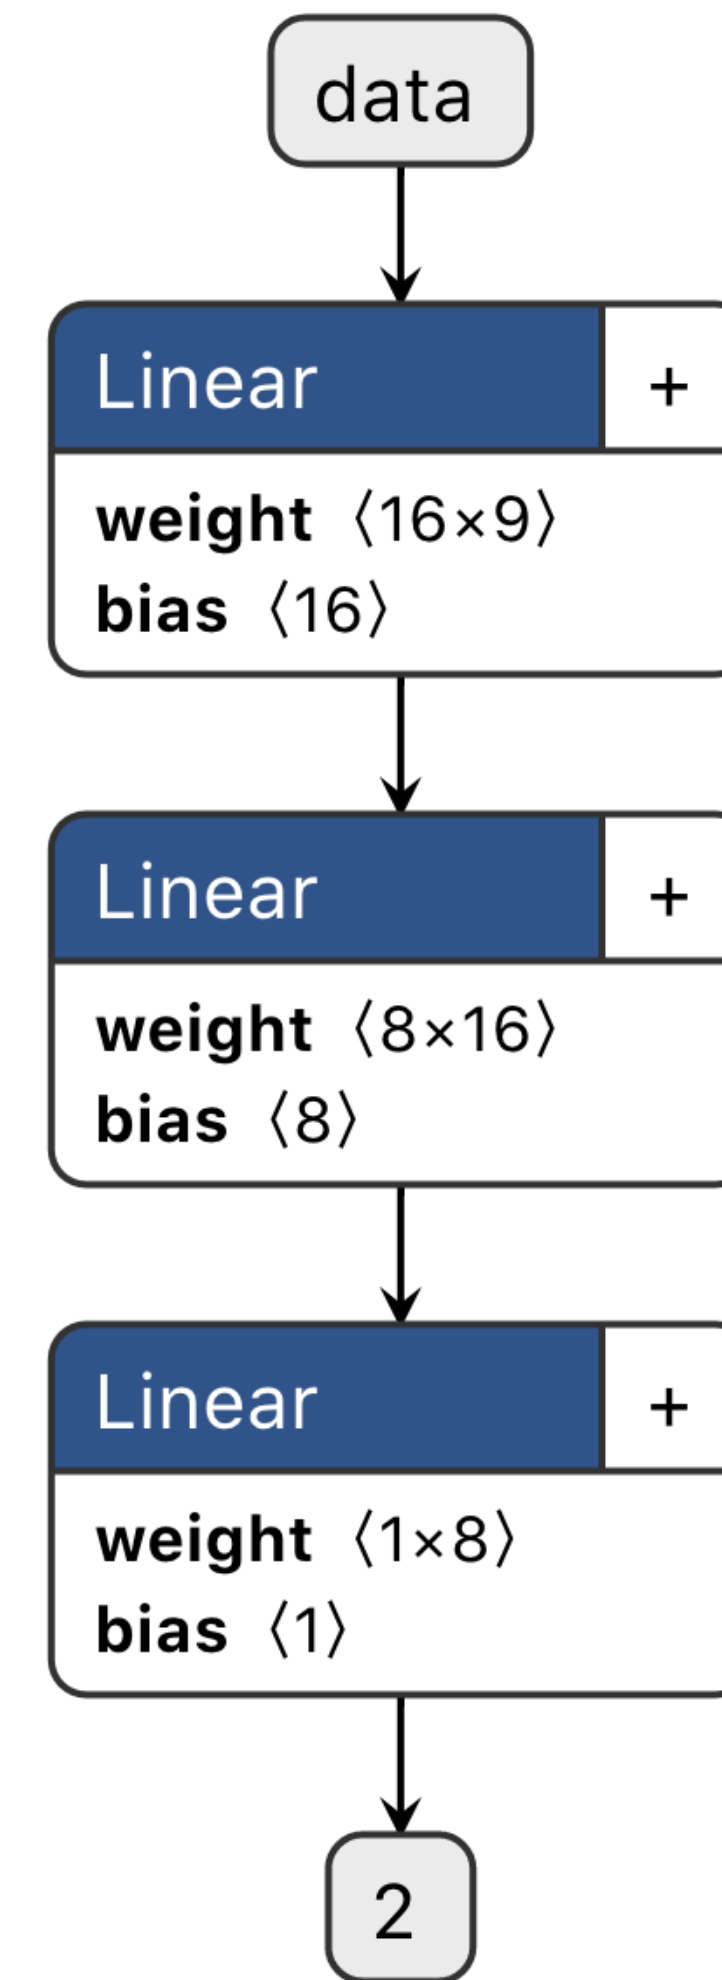 data
Linear +
weight ⟨16×9⟩
bias ⟨16⟩
Linear +
weight ⟨8×16⟩
bias ⟨8⟩
Linear +
weight ⟨1×8⟩
bias ⟨1⟩
2